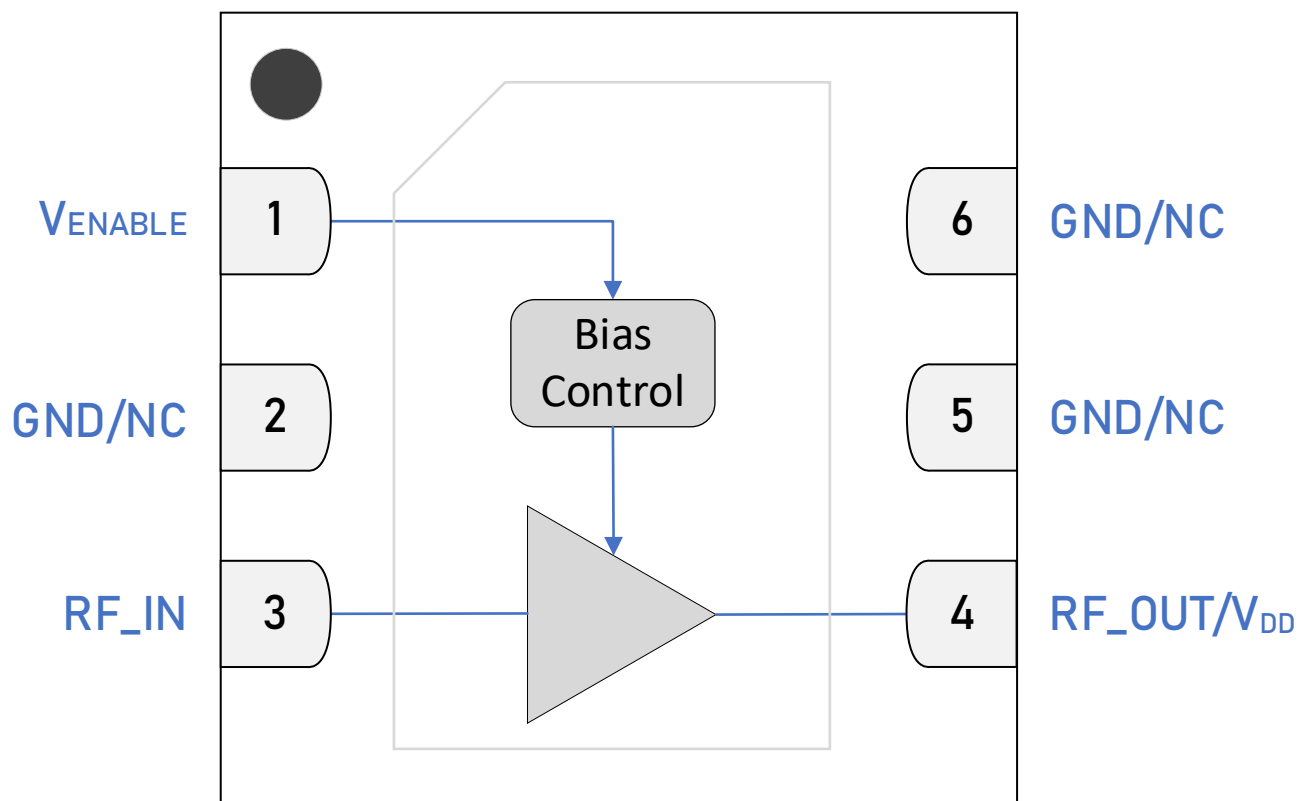 VENABLE 1 6 GND/NC
Bias
Control
GND/NC 2 5 GND/NC
RF_IN 3 4 RF_OUT/VDD